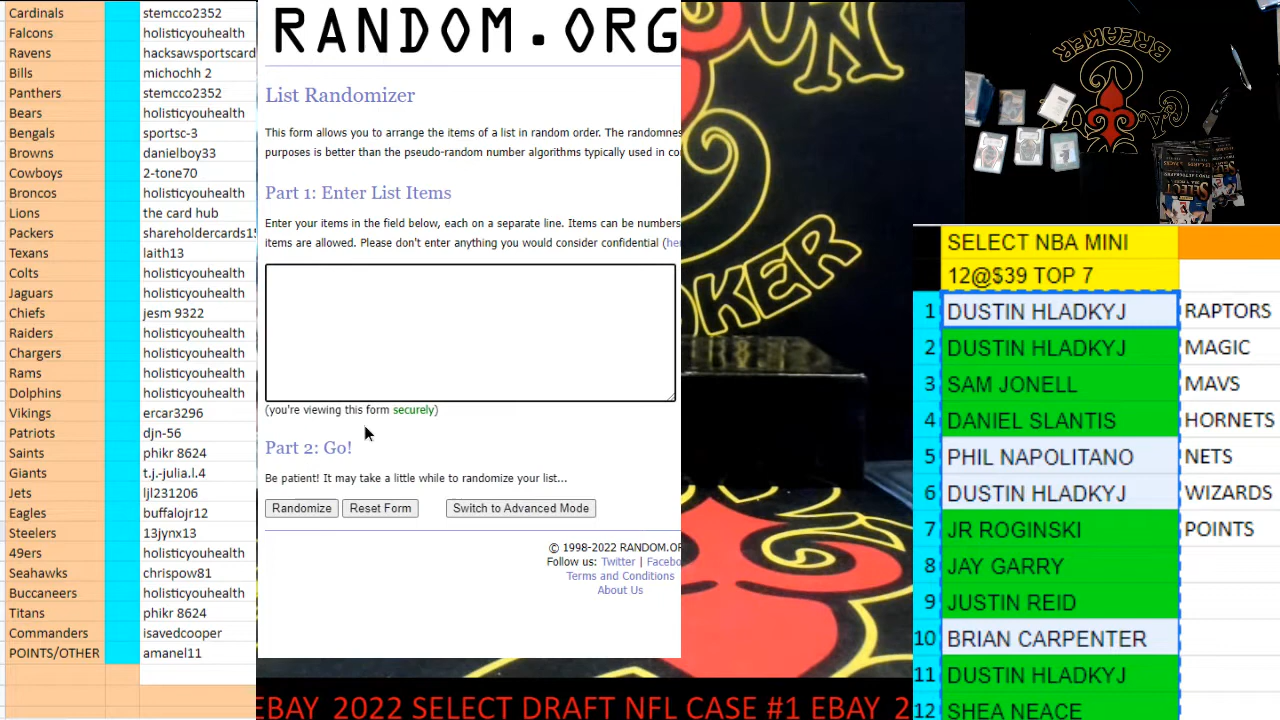 Cardinals stemcco2352
Falcons holisticyouhealth
Ravens hacksawsportscard
Bills michochh 2
Panthers stemcco2352
Bears holisticyouhealth
Bengals sportsc-3
Browns danielboy33
Cowboys 2-tone70
Broncos holisticyouhealth
Lions the card hub
Packers shareholdercards15
Texans laith13
Colts holisticyouhealth
Jaguars holisticyouhealth
Chiefs jesm 9322
Raiders holisticyouhealth
Chargers holisticyouhealth
Rams holisticyouhealth
Dolphins holisticyouhealth
Vikings ercar3296
Patriots djn-56
Saints phikr 8624
Giants t.j.-julia.l.4
Jets ljl231206
Eagles buffalojr12
Steelers 13jynx13
49ers holisticyouhealth
Seahawks chrispow81
Buccaneers holisticyouhealth
Titans phikr 8624
Commanders isavedcooper
POINTS/OTHER amanel11
RANDOM.ORG
List Randomizer
This form allows you to arrange the items of a list in random order. The randomnes
purposes is better than the pseudo-random number algorithms typically used in co
Part 1: Enter List Items
Enter your items in the field below, each on a separate line. Items can be numbers
items are allowed. Please don't enter anything you would consider confidential (her
(you're viewing this form securely)
Part 2: Go!
Be patient! It may take a little while to randomize your list...
Randomize Reset Form Switch to Advanced Mode
© 1998-2022 RANDOM.OR
Follow us: Twitter | Facebo
Terms and Conditions
About Us
OKER
BREAKER
SELECT
SELECT NBA MINI
12@$39 TOP 7
1 DUSTIN HLADKYJ RAPTORS
2 DUSTIN HLADKYJ MAGIC
3 SAM JONELL MAVS
4 DANIEL SLANTIS HORNETS
5 PHIL NAPOLITANO NETS
6 DUSTIN HLADKYJ WIZARDS
7 JR ROGINSKI POINTS
8 JAY GARRY
9 JUSTIN REID
10 BRIAN CARPENTER
11 DUSTIN HLADKYJ
12 SHEA NEACE
EBAY 2022 SELECT DRAFT NFL CASE #1 EBAY 2